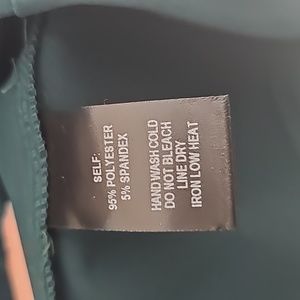 SELF:
95% POLYESTER
5% SPANDEX
HAND WASH COLD
DO NOT BLEACH
LINE DRY
IRON LOW HEAT